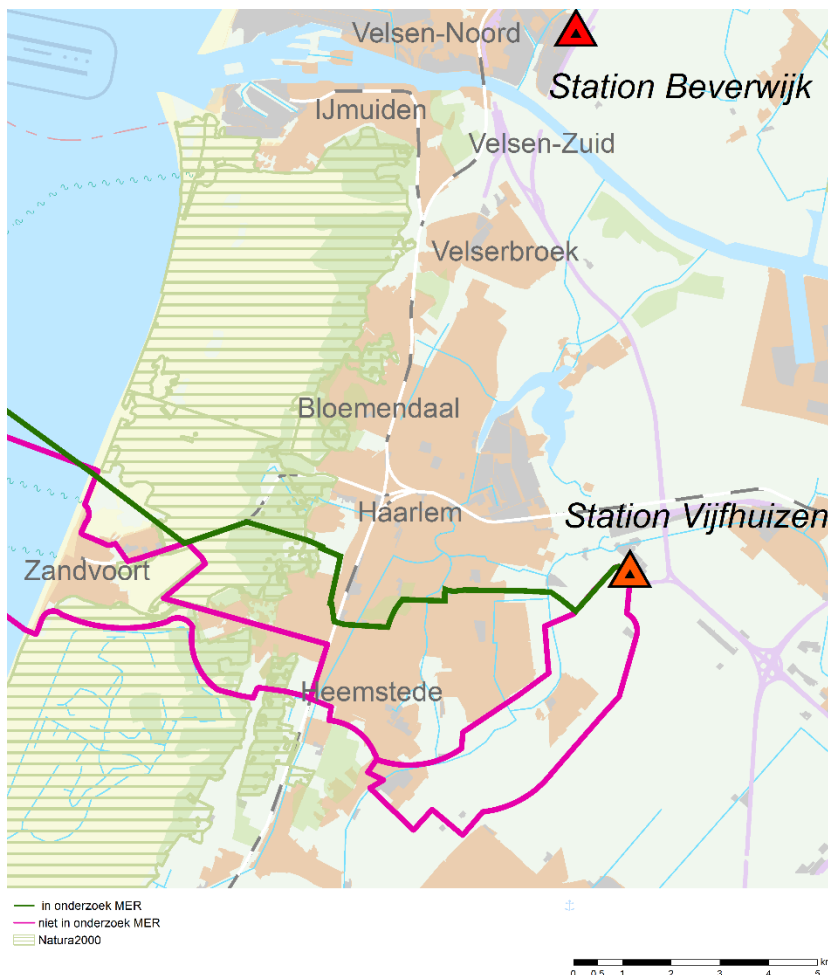 Velsen-Noord
Station Beverwijk
IJmuiden
Velsen-Zuid
Velserbroek
Bloemendaal
Haarlem
Station Vijfhuizen
Zandvoort
Heemstede
in onderzoek MER
niet in onderzoek MER
Natura2000
km
0 0.5 1 2 3 4 5